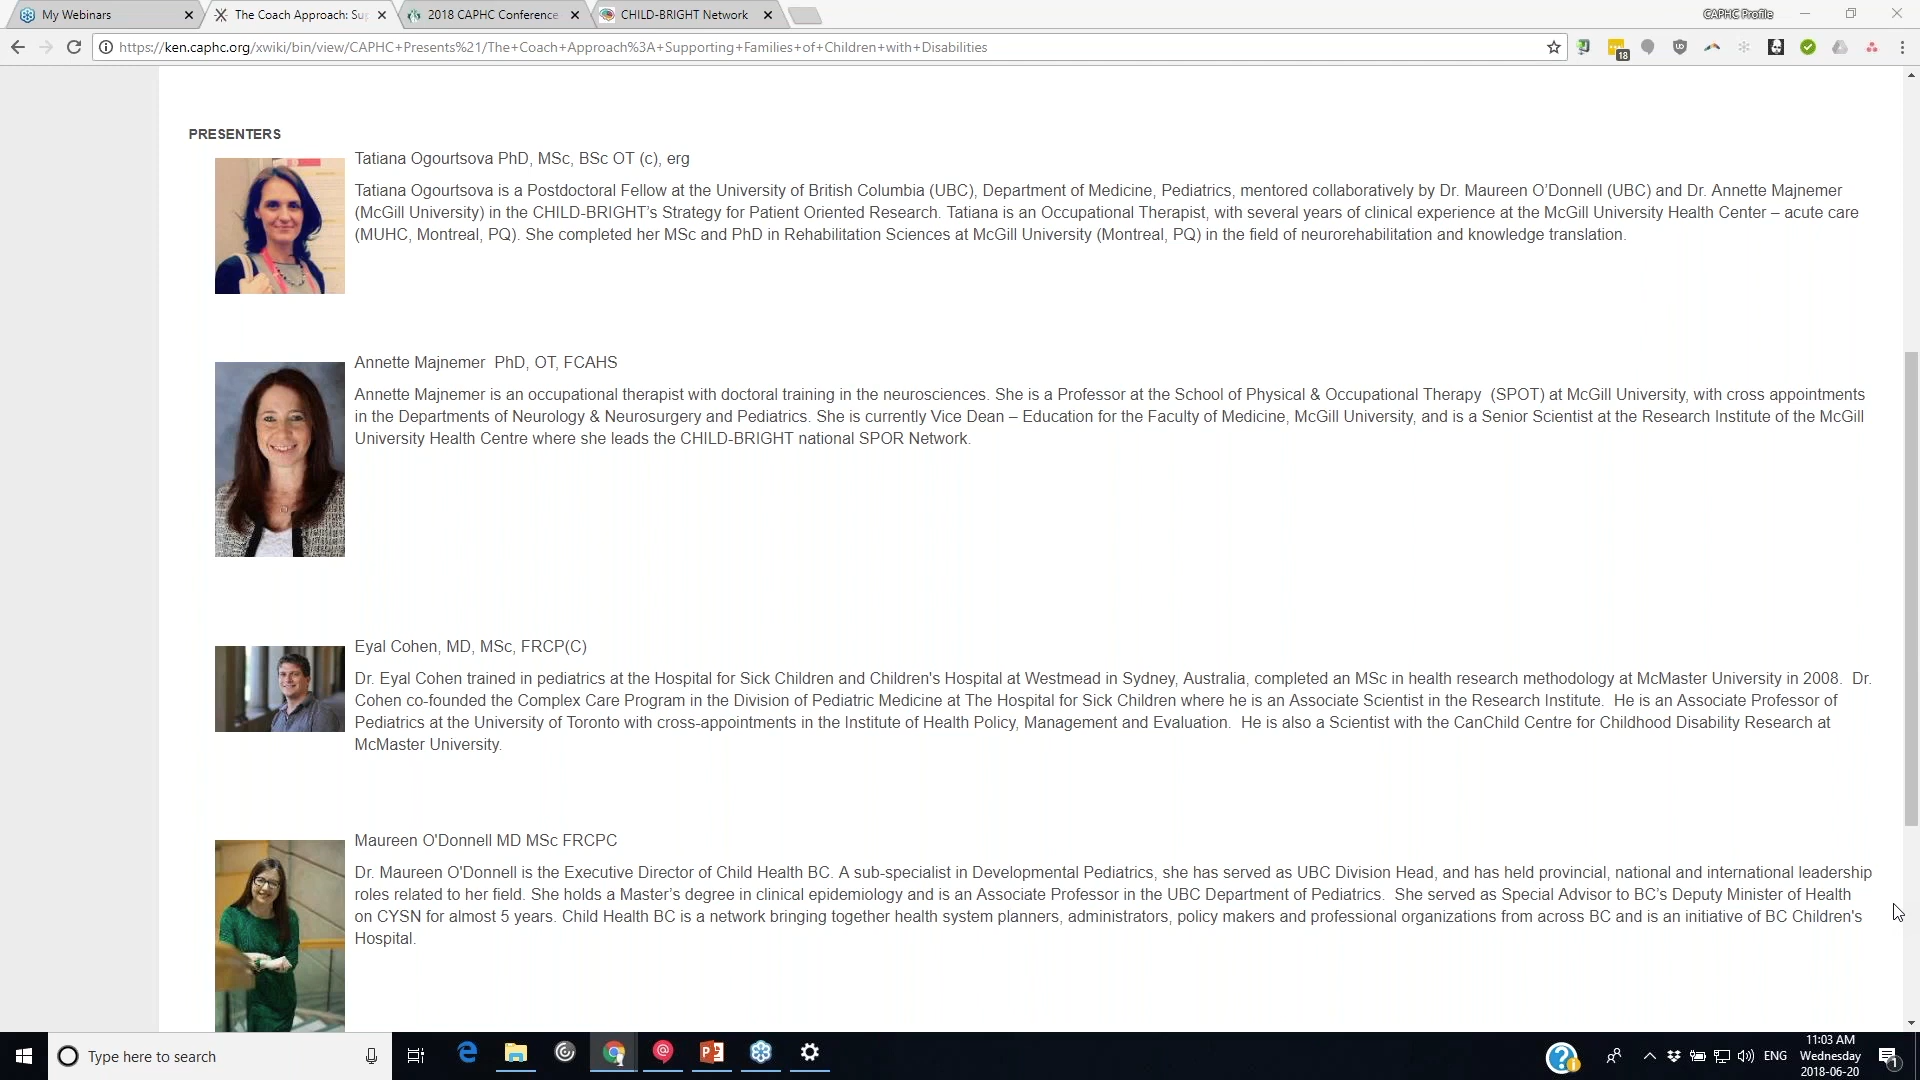 My Webinars
The Coach Approach: Su
2018 CAPHC Conference
CHILD-BRIGHT Network
CAPHC Profile
https://ken.caphc.org/xwiki/bin/view/CAPHC+Presents%21/The+Coach+Approach%3A+Supporting+Families+of+Children+with+Disabilities
18
PRESENTERS
Tatiana Ogourtsova PhD, MSc, BSc OT (c), erg
Tatiana Ogourtsova is a Postdoctoral Fellow at the University of British Columbia (UBC), Department of Medicine, Pediatrics, mentored collaboratively by Dr. Maureen O’Donnell (UBC) and Dr. Annette Majnemer
(McGill University) in the CHILD-BRIGHT’s Strategy for Patient Oriented Research. Tatiana is an Occupational Therapist, with several years of clinical experience at the McGill University Health Center – acute care
(MUHC, Montreal, PQ). She completed her MSc and PhD in Rehabilitation Sciences at McGill University (Montreal, PQ) in the field of neurorehabilitation and knowledge translation.
Annette Majnemer  PhD, OT, FCAHS
Annette Majnemer is an occupational therapist with doctoral training in the neurosciences. She is a Professor at the School of Physical & Occupational Therapy  (SPOT) at McGill University, with cross appointments
in the Departments of Neurology & Neurosurgery and Pediatrics. She is currently Vice Dean – Education for the Faculty of Medicine, McGill University, and is a Senior Scientist at the Research Institute of the McGill
University Health Centre where she leads the CHILD-BRIGHT national SPOR Network.
Eyal Cohen, MD, MSc, FRCP(C)
Dr. Eyal Cohen trained in pediatrics at the Hospital for Sick Children and Children's Hospital at Westmead in Sydney, Australia, completed an MSc in health research methodology at McMaster University in 2008.  Dr.
Cohen co-founded the Complex Care Program in the Division of Pediatric Medicine at The Hospital for Sick Children where he is an Associate Scientist in the Research Institute.  He is an Associate Professor of
Pediatrics at the University of Toronto with cross-appointments in the Institute of Health Policy, Management and Evaluation.  He is also a Scientist with the CanChild Centre for Childhood Disability Research at
McMaster University.
Maureen O'Donnell MD MSc FRCPC
Dr. Maureen O'Donnell is the Executive Director of Child Health BC. A sub-specialist in Developmental Pediatrics, she has served as UBC Division Head, and has held provincial, national and international leadership
roles related to her field. She holds a Master’s degree in clinical epidemiology and is an Associate Professor in the UBC Department of Pediatrics.  She served as Special Advisor to BC’s Deputy Minister of Health
on CYSN for almost 5 years. Child Health BC is a network bringing together health system planners, administrators, policy makers and professional organizations from across BC and is an initiative of BC Children's
Hospital.
Type here to search
ENG
11:03 AM
Wednesday
2018-06-20
1